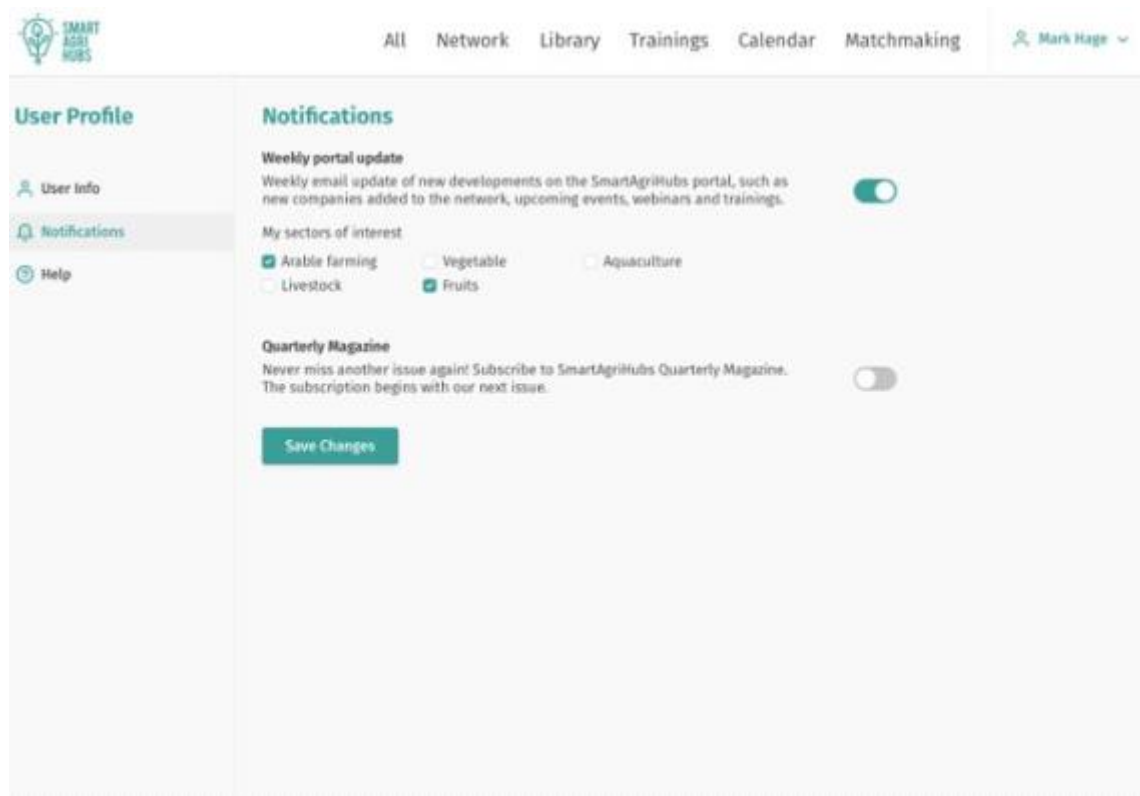 SMART
AGRI
HUBS
All Network Library Trainings Calendar Matchmaking Mark Hage
User Profile
User Info
Notifications
Help
Notifications
Weekly portal update
Weekly email update of new developments on the SmartAgriHubs portal, such as
new companies added to the network, upcoming events, webinars and trainings.
My sectors of interest
Arable farming Vegetable Aquaculture
Livestock Fruits
Quarterly Magazine
Never miss another issue again! Subscribe to SmartAgriHubs Quarterly Magazine.
The subscription begins with our next issue.
Save Changes